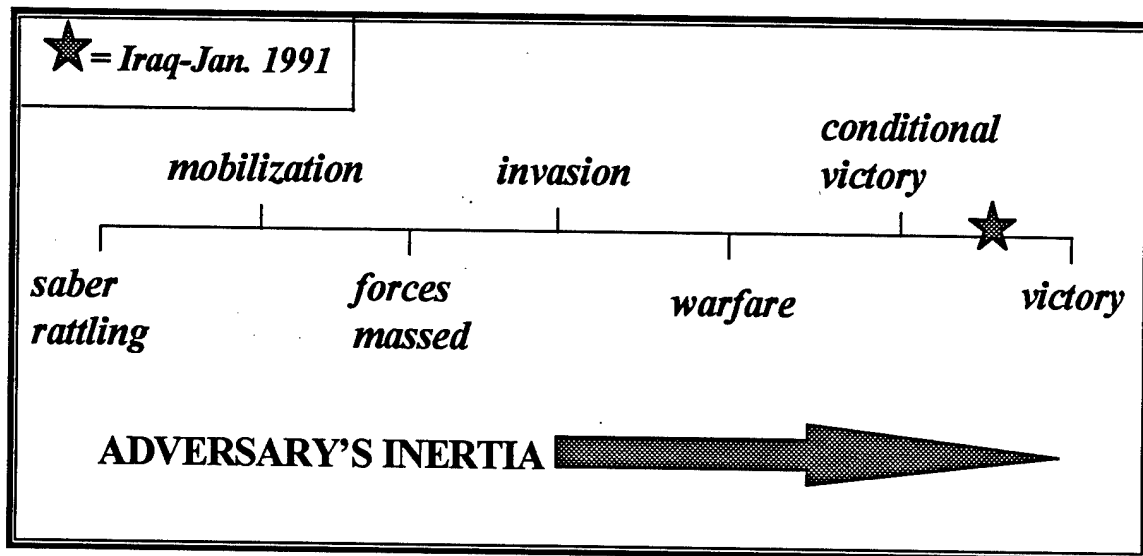 = Iraq-Jan. 1991
conditional
victory
mobilization
invasion
saber
rattling
forces
massed
warfare
victory
ADVERSARY'S INERTIA